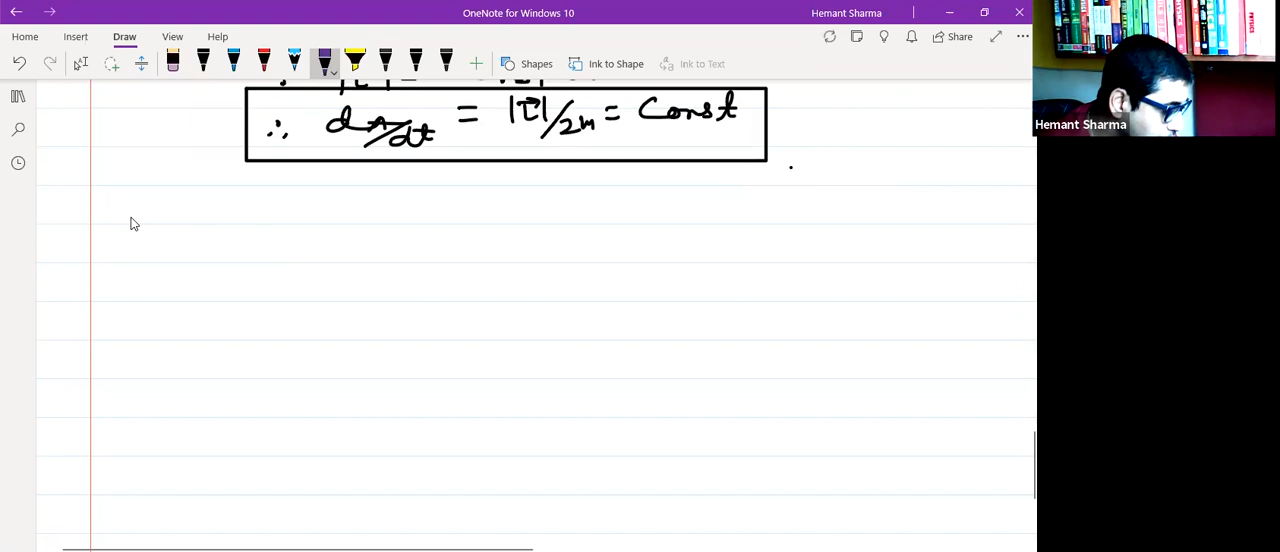 OneNote for Windows 10
Hemant Sharma
Home Insert Draw View Help
Share
Shapes Ink to Shape Ink to Text
∴ dA/dt = |L⃗|/2m = Const
Hemant Sharma
PHYSICS